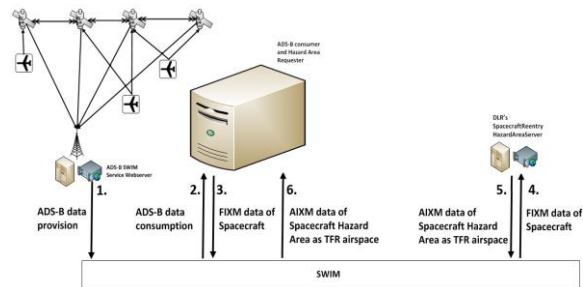 ADS-B consumer
and Hazard Area
Requester
DLR's
SpacecraftReentry
HazardAreaServer
ADS-B SWIM
Service Webserver
1.
2.
3.
6.
5.
4.
ADS-B data
provision
ADS-B data
consumption
FIXM data of
Spacecraft
AIXM data of
Spacecraft Hazard
Area as TFR airspace
AIXM data of
Spacecraft Hazard
Area as TFR airspace
FIXM data of
Spacecraft
SWIM